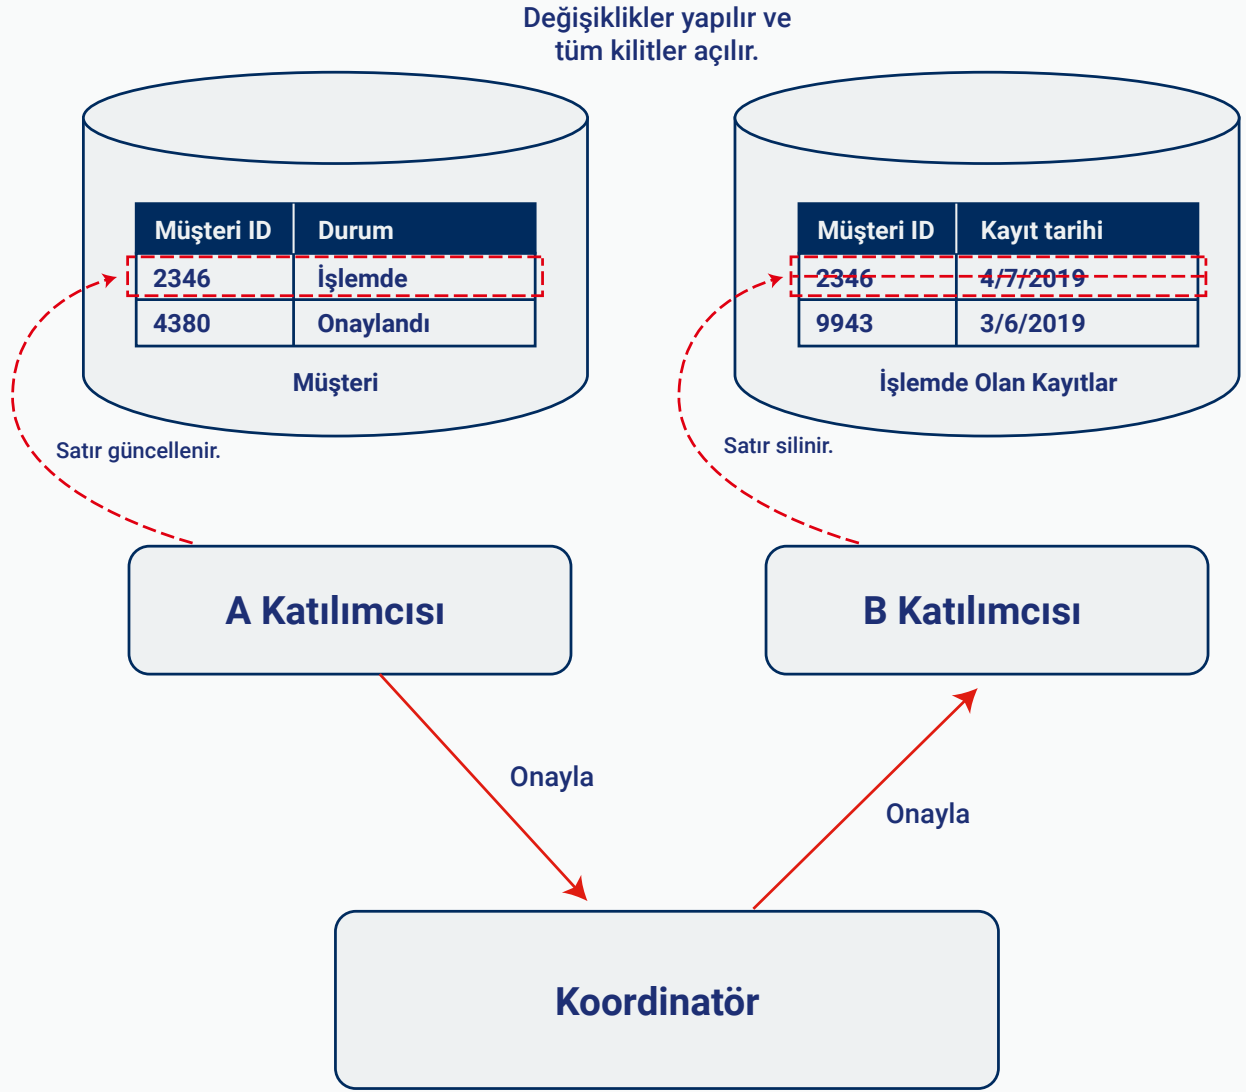 Değişiklikler yapılır ve
tüm kilitler açılır.
Müşteri ID Durum
2346 İşlemde
4380 Onaylandı
Müşteri
Müşteri ID Kayıt tarihi
2346 4/7/2019
9943 3/6/2019
İşlemde Olan Kayıtlar
Satır güncellenir.
Satır silinir.
A Katılımcısı
B Katılımcısı
Onayla
Onayla
Koordinatör